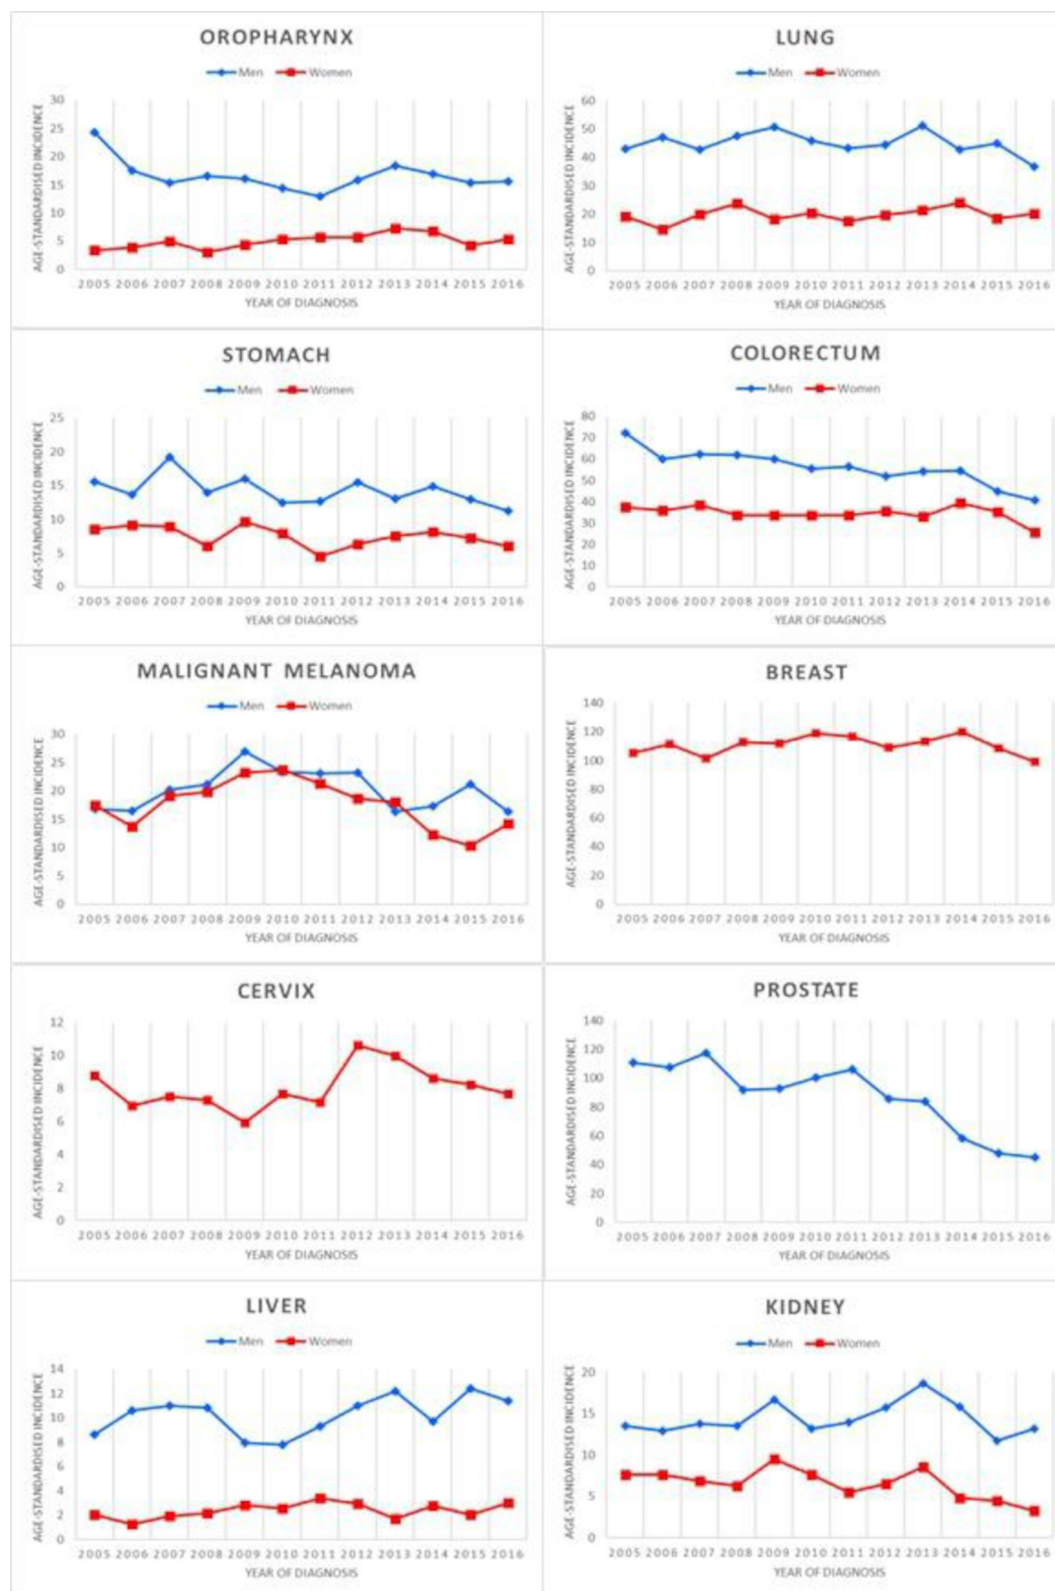 OROPHARYNX
Men Women
AGE-STANDARDISED INCIDENCE
30
25
20
15
10
5
0
2005 2006 2007 2008 2009 2010 2011 2012 2013 2014 2015 2016
YEAR OF DIAGNOSIS
LUNG
Men Women
AGE-STANDARDISED INCIDENCE
60
50
40
30
20
10
0
2005 2006 2007 2008 2009 2010 2011 2012 2013 2014 2015 2016
YEAR OF DIAGNOSIS
STOMACH
Men Women
AGE-STANDARDISED INCIDENCE
25
20
15
10
5
0
2005 2006 2007 2008 2009 2010 2011 2012 2013 2014 2015 2016
YEAR OF DIAGNOSIS
COLORECTUM
Men Women
AGE-STANDARDISED INCIDENCE
80
70
60
50
40
30
20
10
0
2005 2006 2007 2008 2009 2010 2011 2012 2013 2014 2015 2016
YEAR OF DIAGNOSIS
MALIGNANT MELANOMA
Men Women
AGE-STANDARDISED INCIDENCE
30
25
20
15
10
5
0
2005 2006 2007 2008 2009 2010 2011 2012 2013 2014 2015 2016
YEAR OF DIAGNOSIS
BREAST
AGE-STANDARDISED INCIDENCE
140
120
100
80
60
40
20
0
2005 2006 2007 2008 2009 2010 2011 2012 2013 2014 2015 2016
YEAR OF DIAGNOSIS
CERVIX
AGE-STANDARDISED INCIDENCE
12
10
8
6
4
2
0
2005 2006 2007 2008 2009 2010 2011 2012 2013 2014 2015 2016
YEAR OF DIAGNOSIS
PROSTATE
AGE-STANDARDISED INCIDENCE
140
120
100
80
60
40
20
0
2005 2006 2007 2008 2009 2010 2011 2012 2013 2014 2015 2016
YEAR OF DIAGNOSIS
LIVER
Men Women
AGE-STANDARDISED INCIDENCE
14
12
10
8
6
4
2
0
2005 2006 2007 2008 2009 2010 2011 2012 2013 2014 2015 2016
YEAR OF DIAGNOSIS
KIDNEY
Men Women
AGE-STANDARDISED INCIDENCE
20
15
10
5
0
2005 2006 2007 2008 2009 2010 2011 2012 2013 2014 2015 2016
YEAR OF DIAGNOSIS